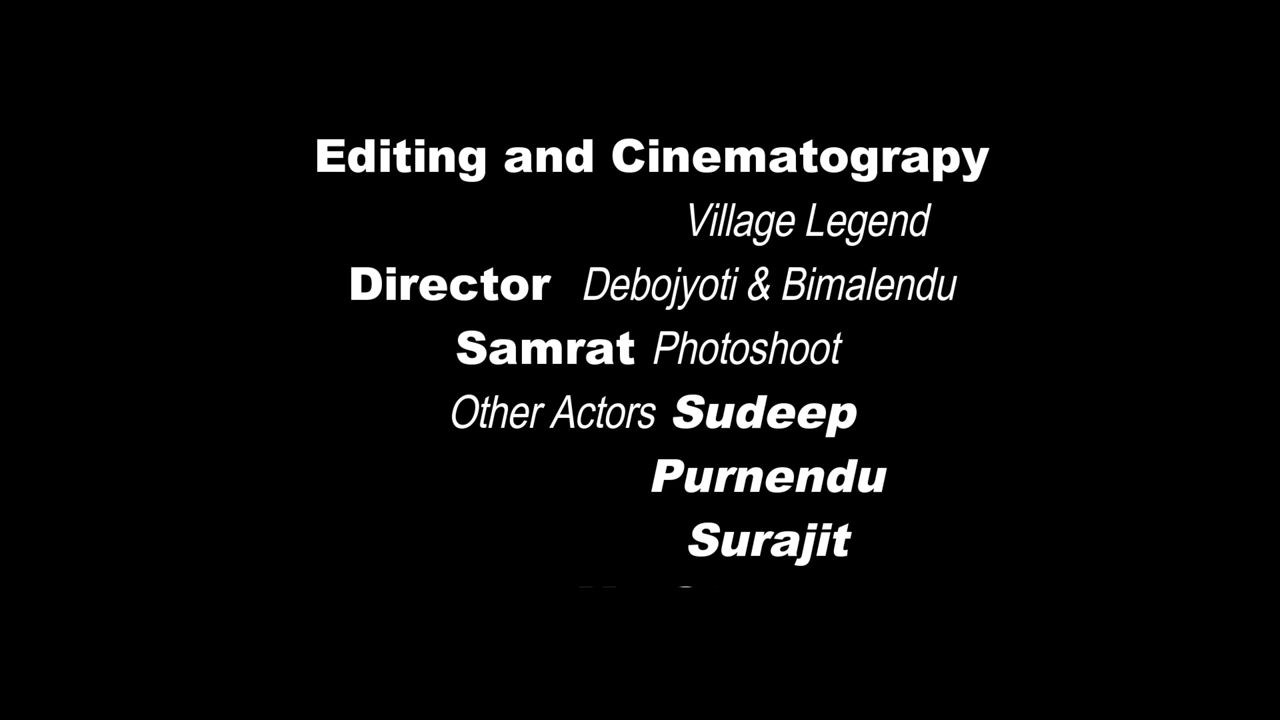 Editing and Cinematograpy
Village Legend
Director Debojyoti & Bimalendu
Samrat Photoshoot
Other Actors Sudeep
Purnendu
Surajit